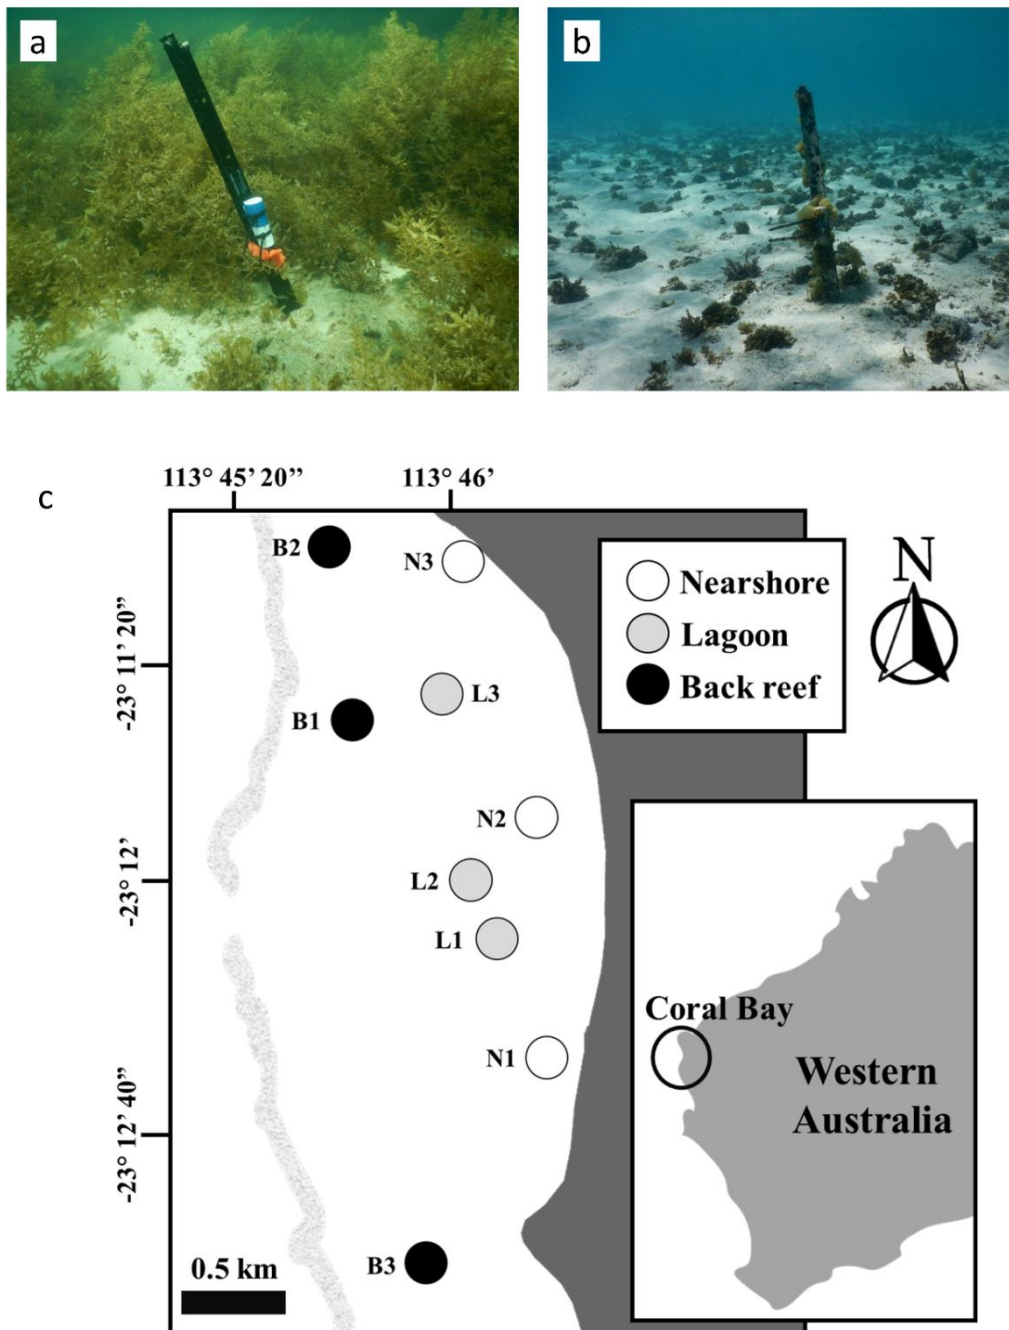 a
b
c
113° 45’ 20”
113° 46’
-23° 11’ 20”
-23° 12’
-23° 12’ 40”
B2
N3
L3
B1
N2
L2
L1
N1
B3
0.5 km
Nearshore
Lagoon
Back reef
N
Coral Bay
Western
Australia